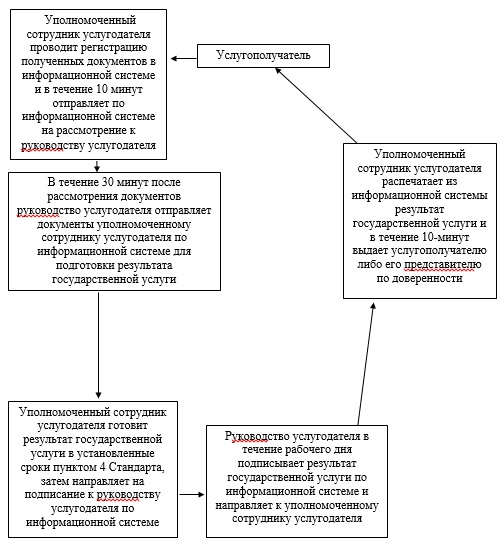 Уполномоченный
сотрудник услугодателя
проводит регистрацию
полученных документов в
информационной системе
и в течение 10 минут
отправляет по
информационной системе
на рассмотрение к
руководству услугодателя
Услугополучатель
В течение 30 минут после
рассмотрения документов
руководство услугодателя отправляет
документы уполномоченному
сотруднику услугодателя по
информационной системе для
подготовки результата
государственной услуги
Уполномоченный сотрудник
услугодателя готовит
результат государственной
услуги в установленные
сроки пунктом 4 Стандарта,
затем направляет на
подписание к руководству
услугодателя по
информационной системе
Руководство услугодателя в
течение рабочего дня
подписывает результат
государственной услуги по
информационной системе и
направляет к уполномоченному
сотруднику услугодателя
Уполномоченный
сотрудник услугодателя
распечатает из
информационной системы
результат
государственной услуги и
в течение 10-минут
выдает услугополучателю
либо его представителю
по доверенности